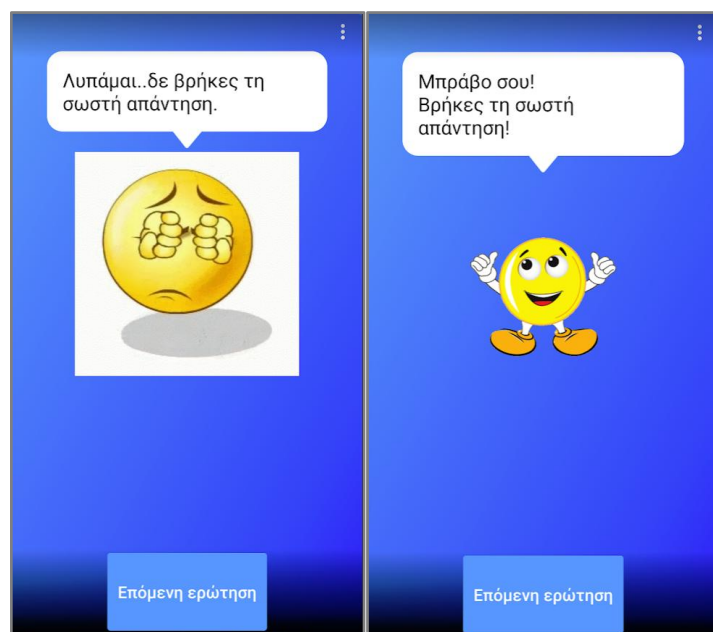 Λυπάμαι..δε βρήκες τη
σωστή απάντηση.
Επόμενη ερώτηση
Μπράβο σου!
Βρήκες τη σωστή
απάντηση!
Επόμενη ερώτηση